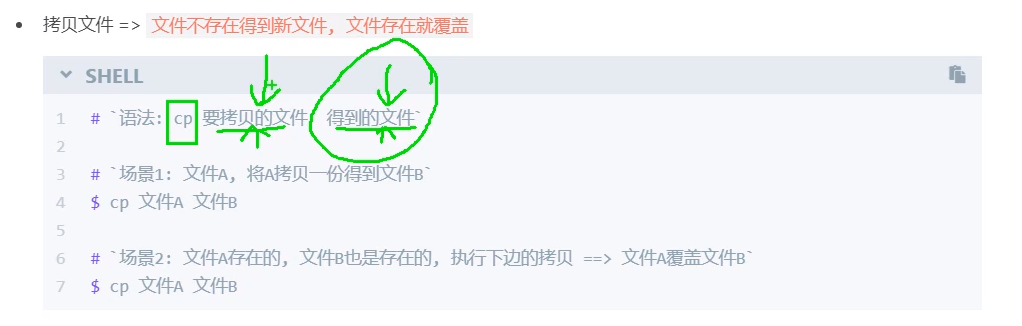 拷贝文件 => 文件不存在得到新文件, 文件存在就覆盖
SHELL
1 # `语法: cp 要拷贝的文件 得到的文件`
2
3 # `场景1: 文件A, 将A拷贝一份得到文件B`
4 $ cp 文件A 文件B
5
6 # `场景2: 文件A存在的, 文件B也是存在的, 执行下边的拷贝 ==> 文件A覆盖文件B`
7 $ cp 文件A 文件B